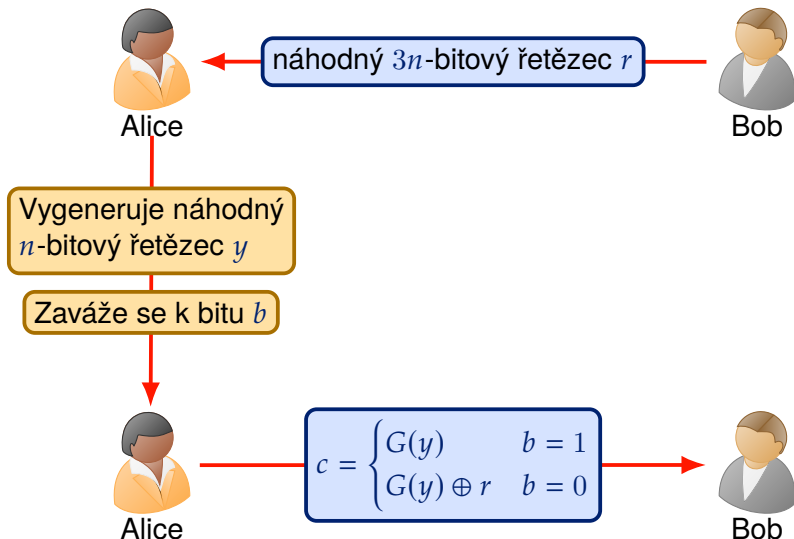 náhodný 3n-bitový řetězec r
Alice
Bob
Vygeneruje náhodný
n-bitový řetězec y
Zaváže se k bitu b
c = { G(y) b = 1
G(y) ⊕ r b = 0
Alice
Bob